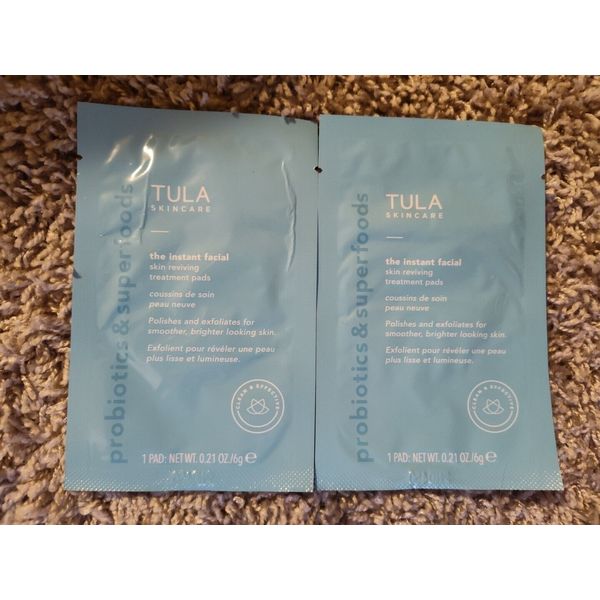 probiotics & superfoods
TULA
SKINCARE
the instant facial
skin reviving
treatment pads
coussins de soin
peau neuve
Polishes and exfoliates for
smoother, brighter looking skin.
Exfolient pour révéler une peau
plus lisse et lumineuse.
CLEAN & EFFECTIVE
1 PAD: NET WT. 0.21 OZ./6g ℮
probiotics & superfoods
TULA
SKINCARE
the instant facial
skin reviving
treatment pads
coussins de soin
peau neuve
Polishes and exfoliates for
smoother, brighter looking skin.
Exfolient pour révéler une peau
plus lisse et lumineuse.
CLEAN & EFFECTIVE
1 PAD: NET WT. 0.21 OZ./6g ℮